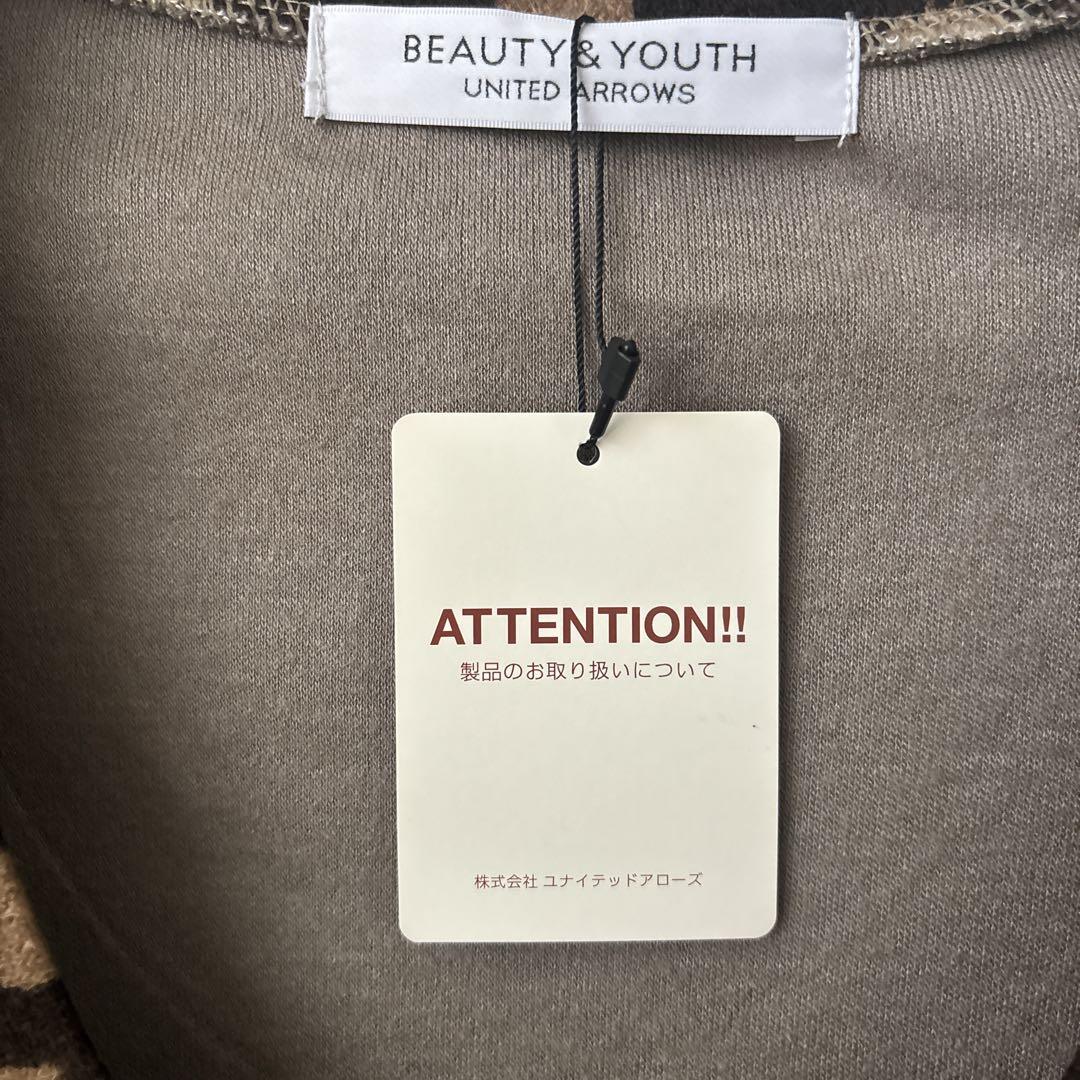 BEAUTY & YOUTH
UNITED ARROWS
ATTENTION!!
製品のお取り扱いについて
株式会社 ユナイテッドアローズ